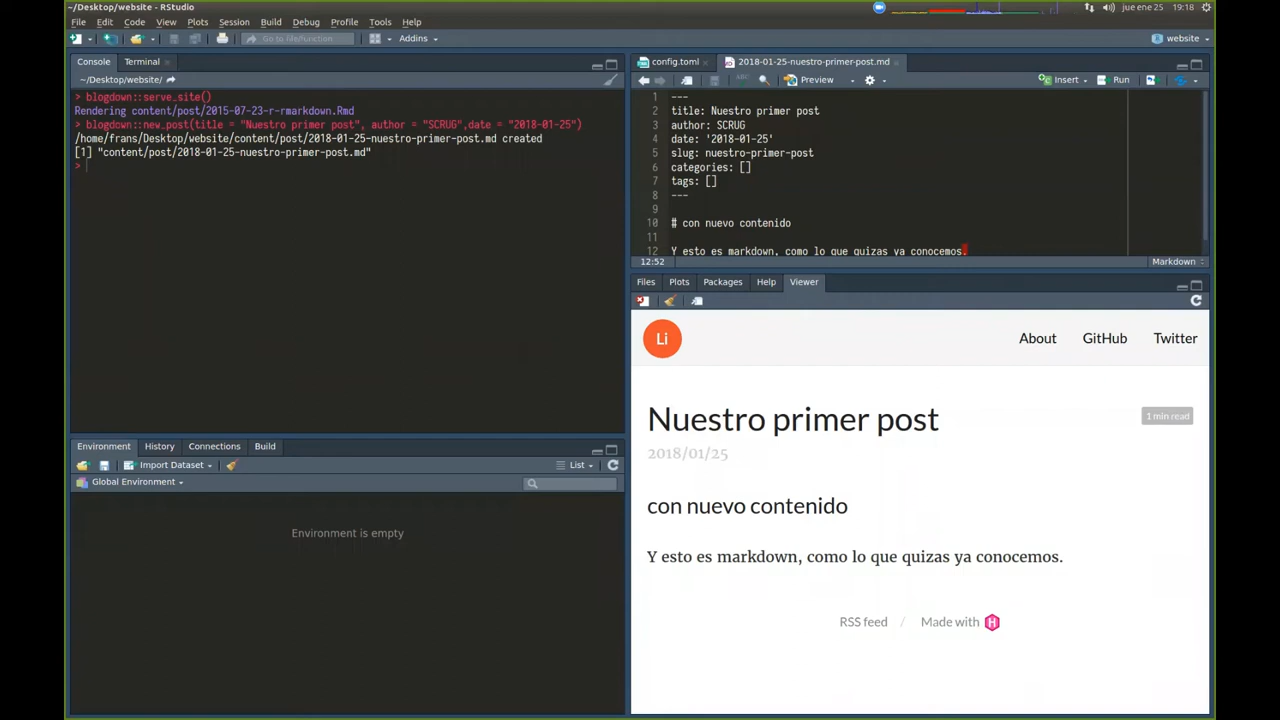 ~/Desktop/website - RStudio
jue ene 25 19:18
File Edit Code View Plots Session Build Debug Profile Tools Help
Go to file/function Addins website
Console Terminal
~/Desktop/website/
> blogdown::serve_site()
Rendering content/post/2015-07-23-r-rmarkdown.Rmd
> blogdown::new_post(title = "Nuestro primer post", author = "SCRUG",date = "2018-01-25")
/home/frans/Desktop/website/content/post/2018-01-25-nuestro-primer-post.md created
[1] "content/post/2018-01-25-nuestro-primer-post.md"
>
config.toml 2018-01-25-nuestro-primer-post.md
ABC Preview Insert Run
1 ---
2 title: Nuestro primer post
3 author: SCRUG
4 date: '2018-01-25'
5 slug: nuestro-primer-post
6 categories: []
7 tags: []
8 ---
9
10 # con nuevo contenido
11
12 Y esto es markdown, como lo que quizas ya conocemos.
12:52 Markdown
Files Plots Packages Help Viewer
Li About GitHub Twitter
Nuestro primer post 1 min read
2018/01/25
con nuevo contenido
Y esto es markdown, como lo que quizas ya conocemos.
RSS feed / Made with H
Environment History Connections Build
Import Dataset List
Global Environment
Environment is empty